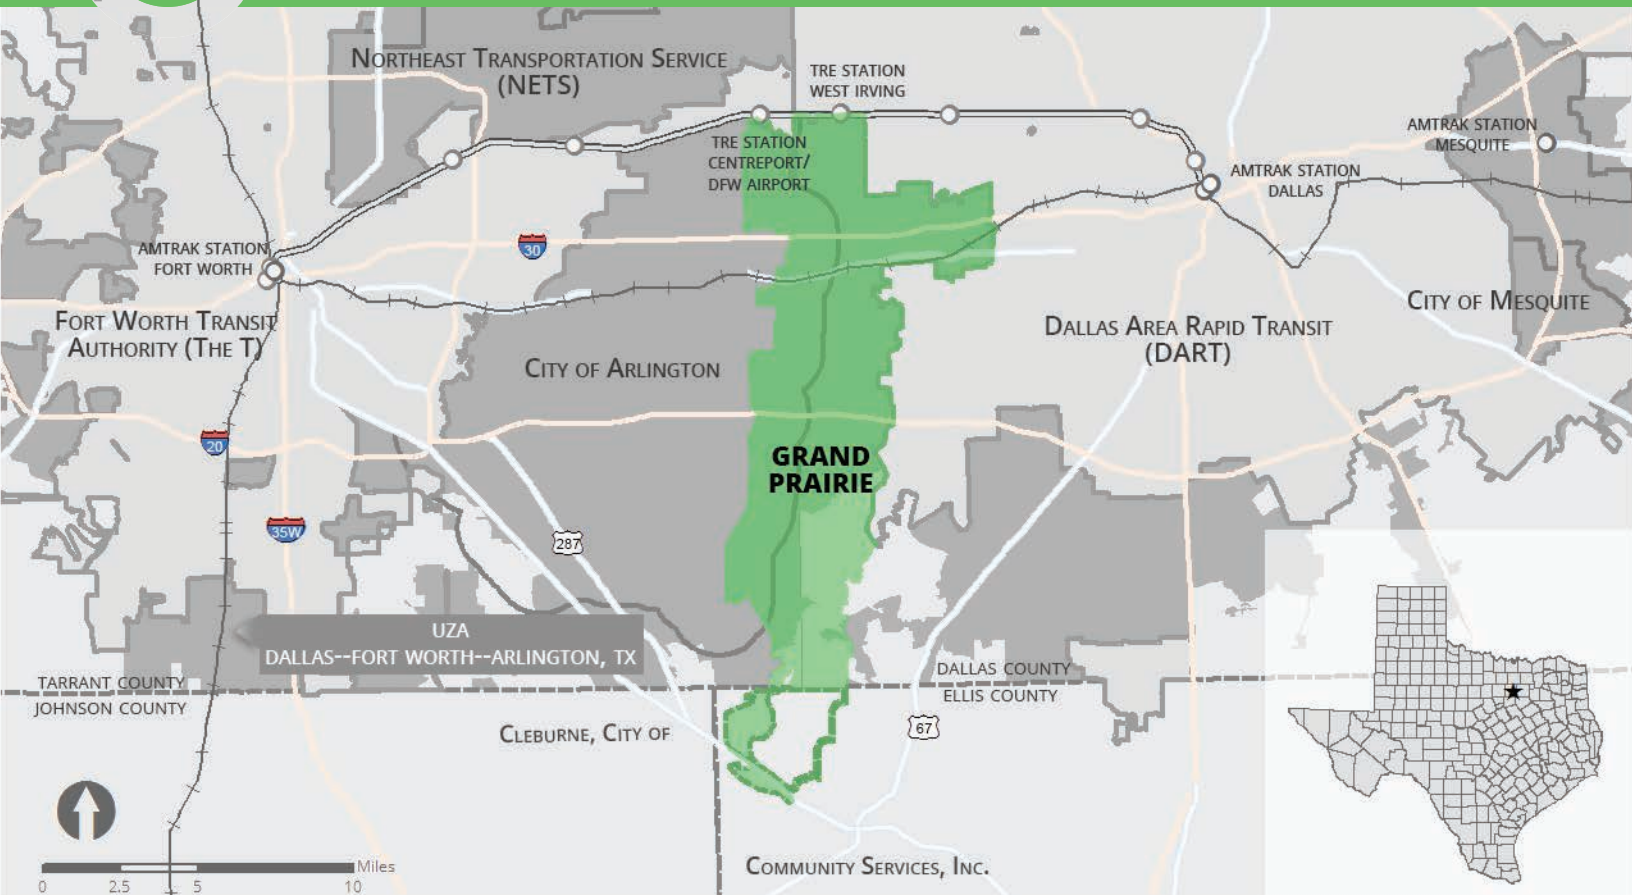 NORTHEAST TRANSPORTATION SERVICE
(NETS)
TRE STATION
WEST IRVING
TRE STATION
CENTREPORT/
DFW AIRPORT
AMTRAK STATION
MESQUITE
AMTRAK STATION
DALLAS
AMTRAK STATION
FORT WORTH
30
FORT WORTH TRANSIT
AUTHORITY (THE T)
CITY OF ARLINGTON
DALLAS AREA RAPID TRANSIT
(DART)
CITY OF MESQUITE
20
GRAND
PRAIRIE
35W
287
UZA
DALLAS--FORT WORTH--ARLINGTON, TX
TARRANT COUNTY
JOHNSON COUNTY
DALLAS COUNTY
ELLIS COUNTY
CLEBURNE, CITY OF
67
COMMUNITY SERVICES, INC.
Miles
0 2.5 5 10